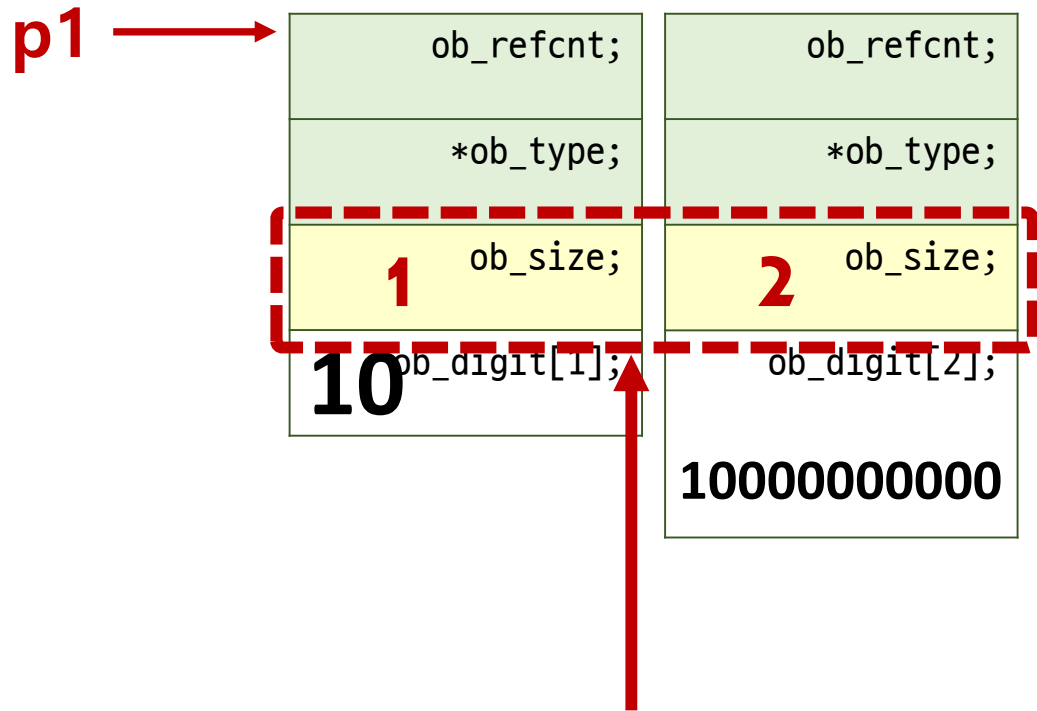 p1
ob_refcnt;
*ob_type;
1 ob_size;
ob_digit[1];
10
ob_refcnt;
*ob_type;
2 ob_size;
ob_digit[2];
10000000000